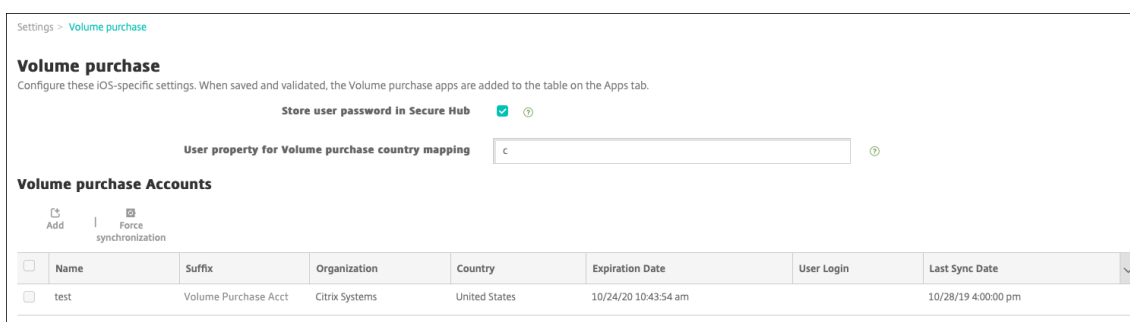 Settings > Volume purchase
Volume purchase
Configure these iOS-specific settings. When saved and validated, the Volume purchase apps are added to the table on the Apps tab.
Store user password in Secure Hub ?
User property for Volume purchase country mapping c ?
Volume purchase Accounts
Add | Force
synchronization
Name Suffix Organization Country Expiration Date User Login Last Sync Date
test Volume Purchase Acct Citrix Systems United States 10/24/20 10:43:54 am 10/28/19 4:00:00 pm